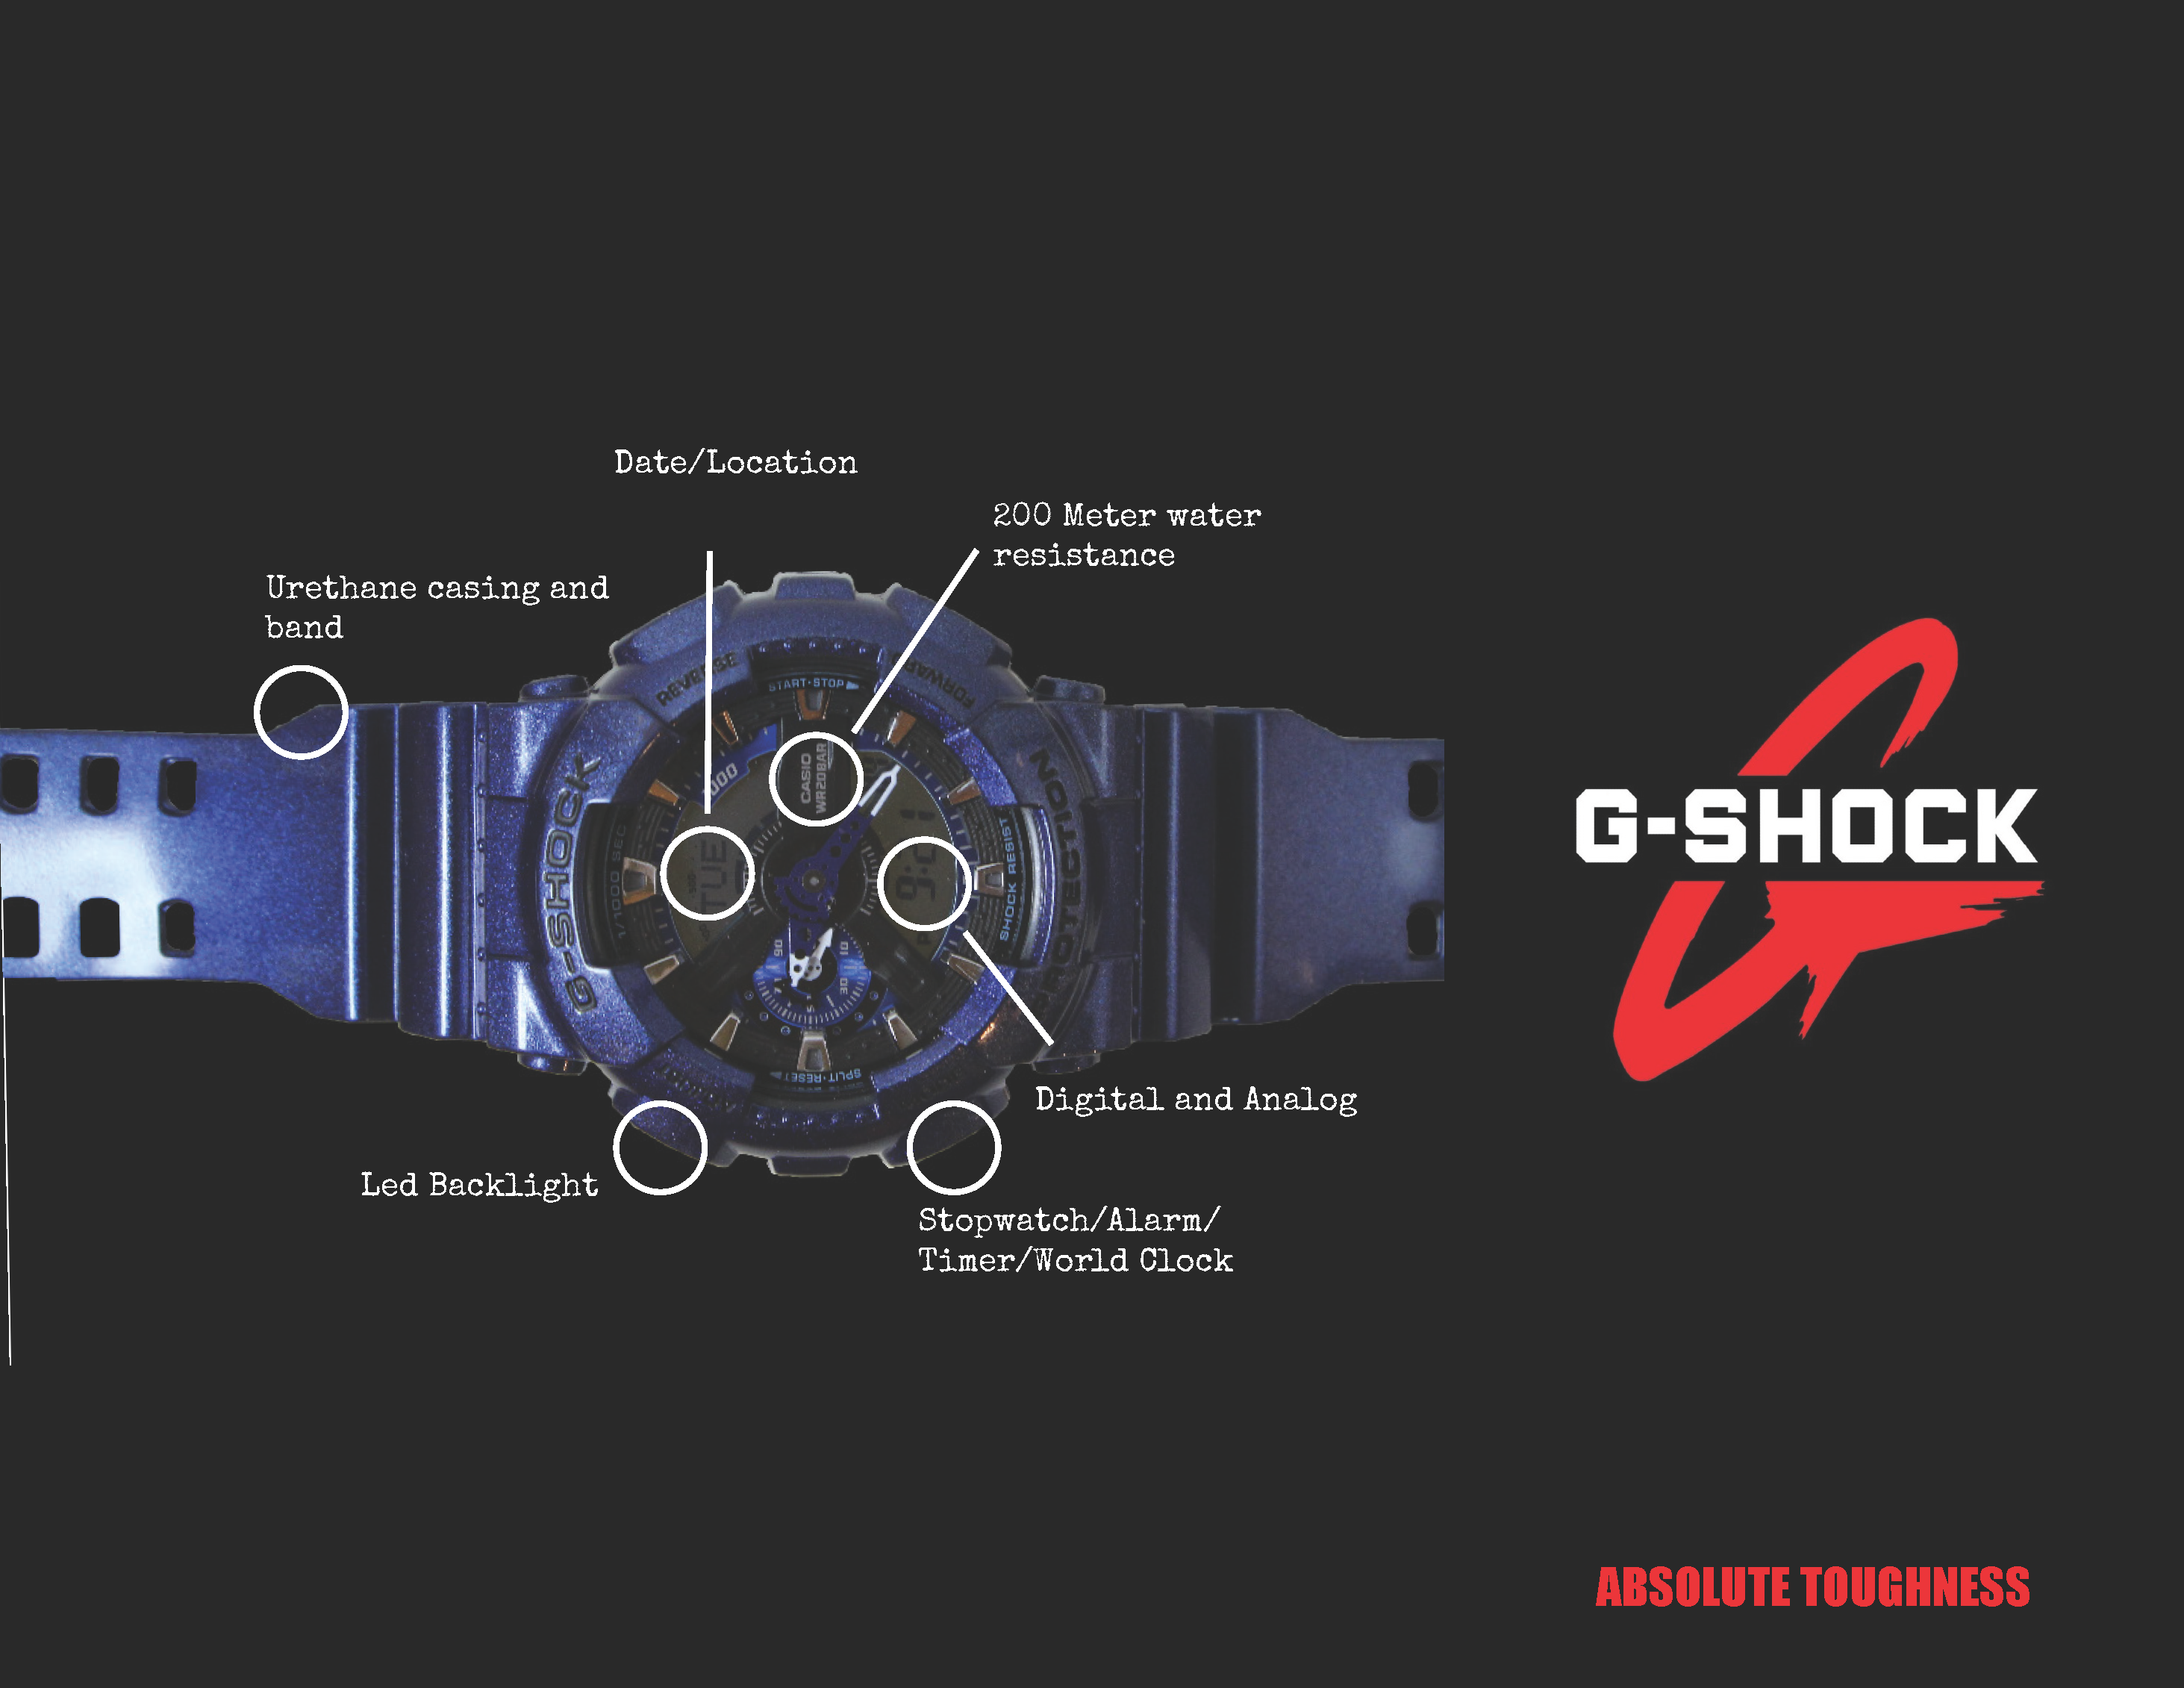 Date/Location
200 Meter water
resistance
Urethane casing and
band
REVERSE
START·STOP
FORWARD
1000
CASIO
WR20BAR
1/1000 SEC
G-SHOCK
TUE
9:01
SHOCK RESIST
PROTECTION
SPLIT·RESET
Digital and Analog
Led Backlight
Stopwatch/Alarm/
Timer/World Clock
G-SHOCK
ABSOLUTE TOUGHNESS